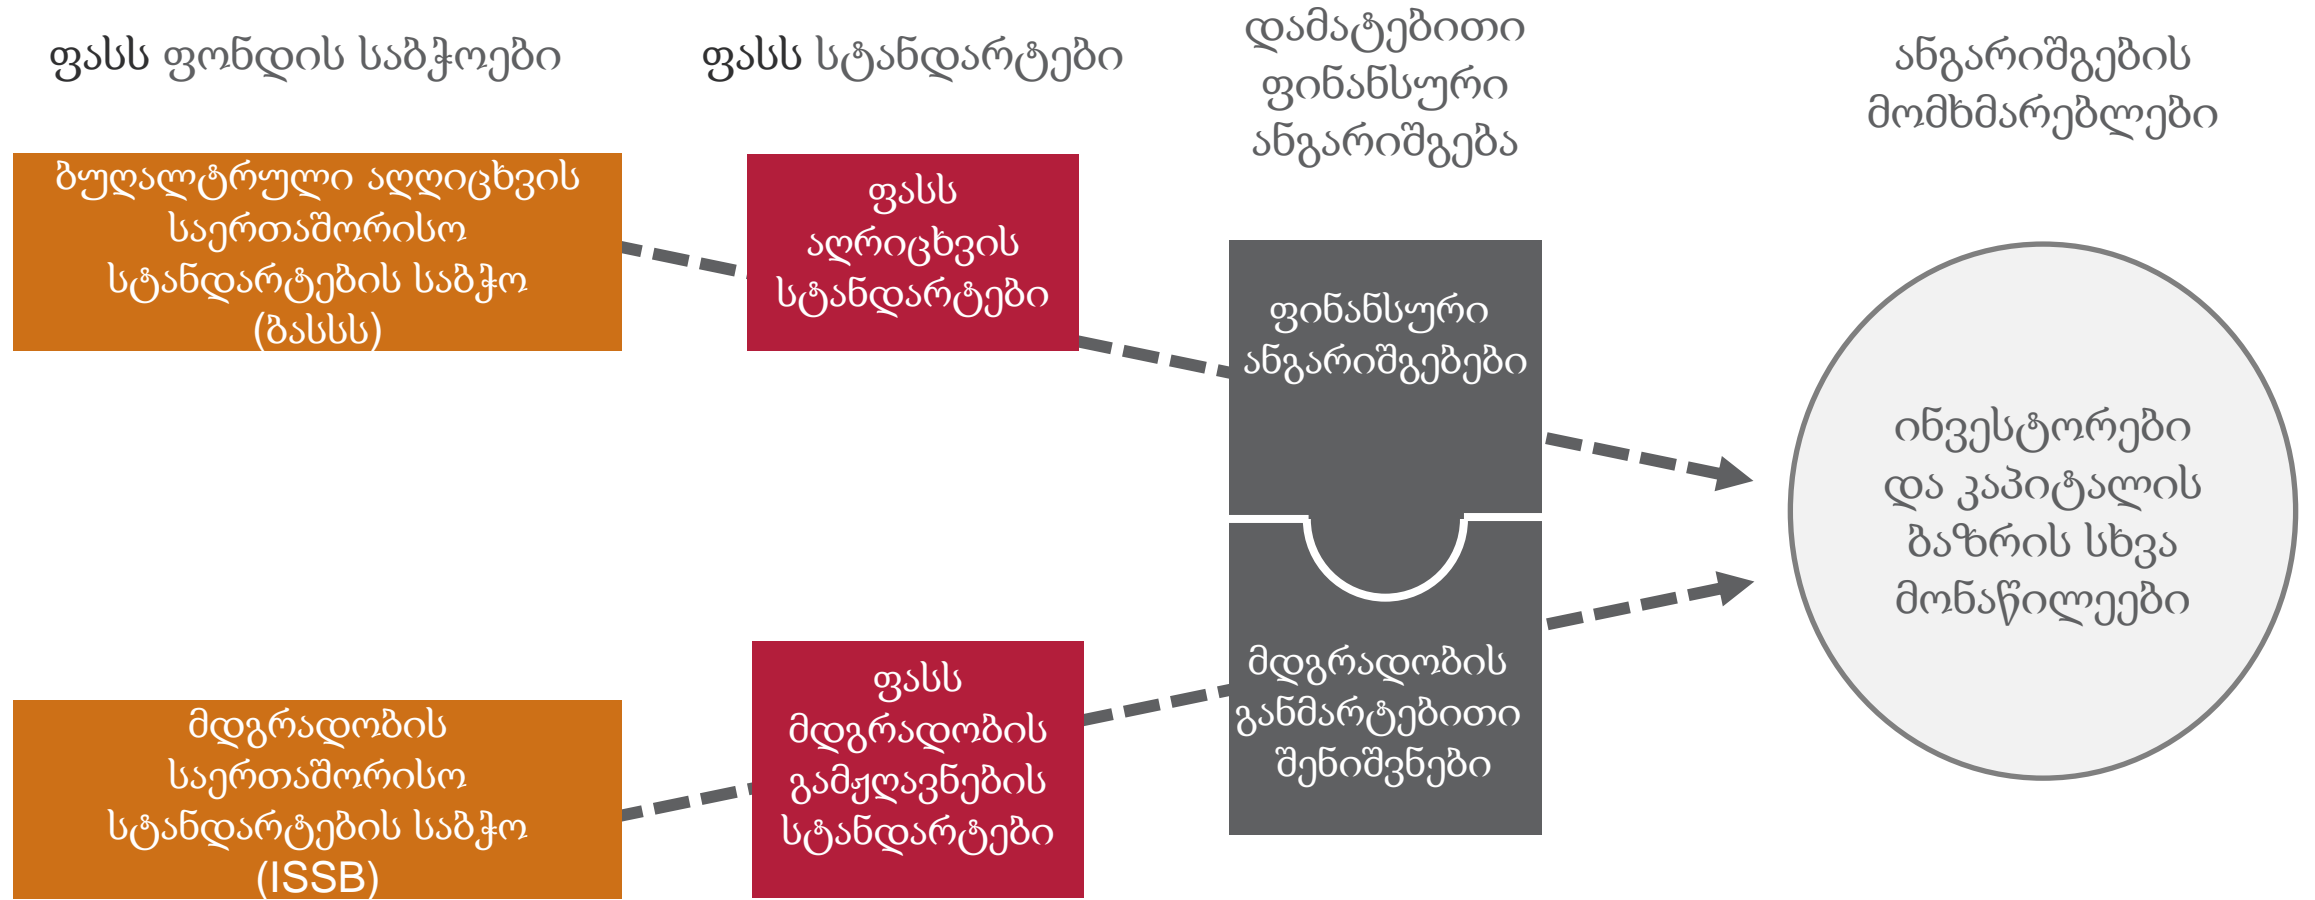 ფასს ფონდის საბჭოები
ფასს სტანდარტები
დამატებითი
ფინანსური
ანგარიშგება
ანგარიშგების
მომხმარებლები
ბუღალტრული აღღიცხვის
საერთაშორისო
სტანდარტების საბჭო
(ბასსს)
ფასს
აღრიცხვის
სტანდარტები
ფინანსური
ანგარიშგებები
ინვესტორები
და კაპიტალის
ბაზრის სხვა
მონაწილეები
მდგრადობის
საერთაშორისო
სტანდარტების საბჭო
(ISSB)
ფასს
მდგრადობის
გამჟღავნების
სტანდარტები
მდგრადობის
განმარტებითი
შენიშვნები